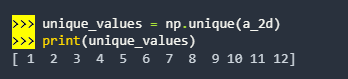 >>> unique_values = np.unique(a_2d)
>>> print(unique_values)
[ 1  2  3  4  5  6  7  8  9 10 11 12]